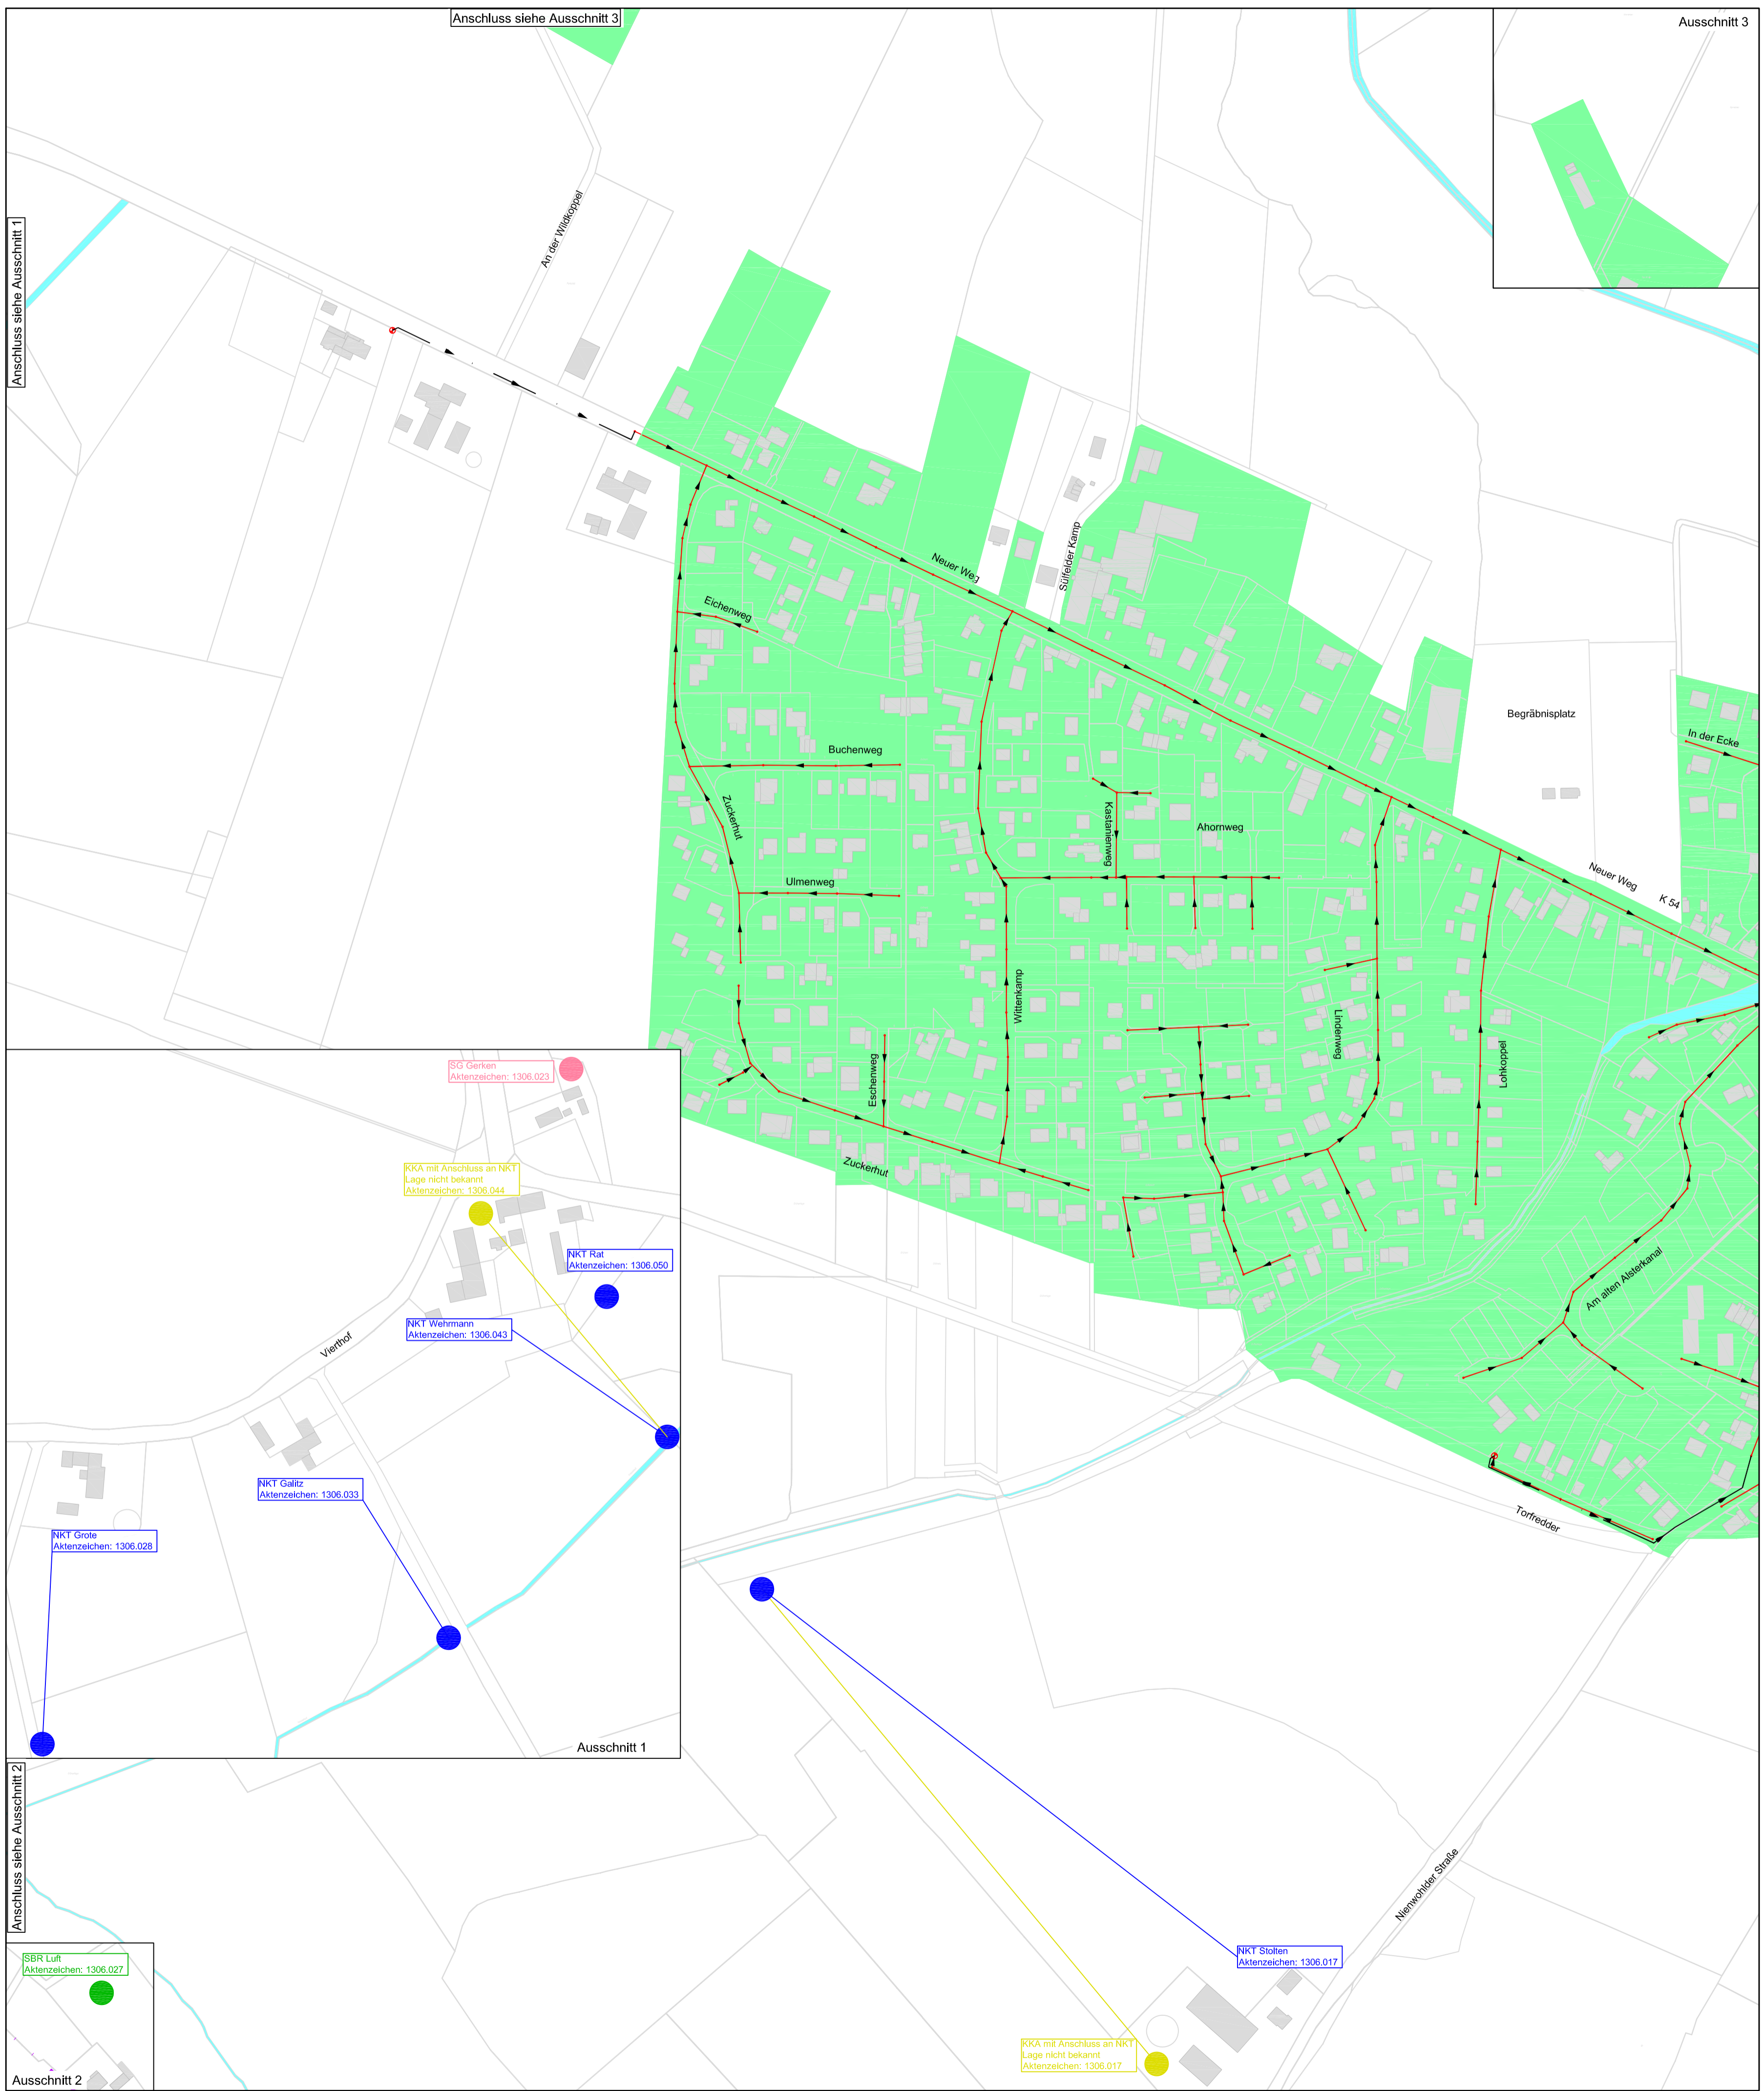 Anschluss siehe Ausschnitt 3
Ausschnitt 3
Anschluss siehe Ausschnitt 1
An der Wildkoppel
Neuer Weg
Sülfelder Kamp
Eichenweg
Begräbnisplatz
In der Ecke
Buchenweg
Zuckerhut
Kastanienweg
Ahornweg
Ulmenweg
Neuer Weg
K 54
Wittenkamp
Lindenweg
Lohkoppel
Eschenweg
Zuckerhut
Am alten Alsterkanal
Torfredder
SG Gerken
Aktenzeichen: 1306.023
KKA mit Anschluss an NKT
Lage nicht bekannt
Aktenzeichen: 1306.044
NKT Rat
Aktenzeichen: 1306.050
NKT Wehrmann
Aktenzeichen: 1306.043
Vierthof
NKT Galitz
Aktenzeichen: 1306.033
NKT Grote
Aktenzeichen: 1306.028
Ausschnitt 1
Anschluss siehe Ausschnitt 2
Nienwohlder Straße
NKT Stolten
Aktenzeichen: 1306.017
SBR Luft
Aktenzeichen: 1306.027
KKA mit Anschluss an NKT
Lage nicht bekannt
Aktenzeichen: 1306.017
Ausschnitt 2